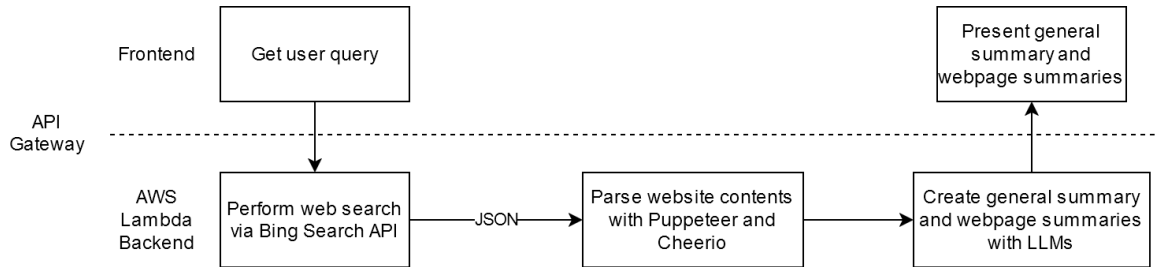 Frontend
Get user query
Present general
summary and
webpage summaries
API
Gateway
AWS
Lambda
Backend
Perform web search
via Bing Search API
JSON
Parse website contents
with Puppeteer and
Cheerio
Create general summary
and webpage summaries
with LLMs